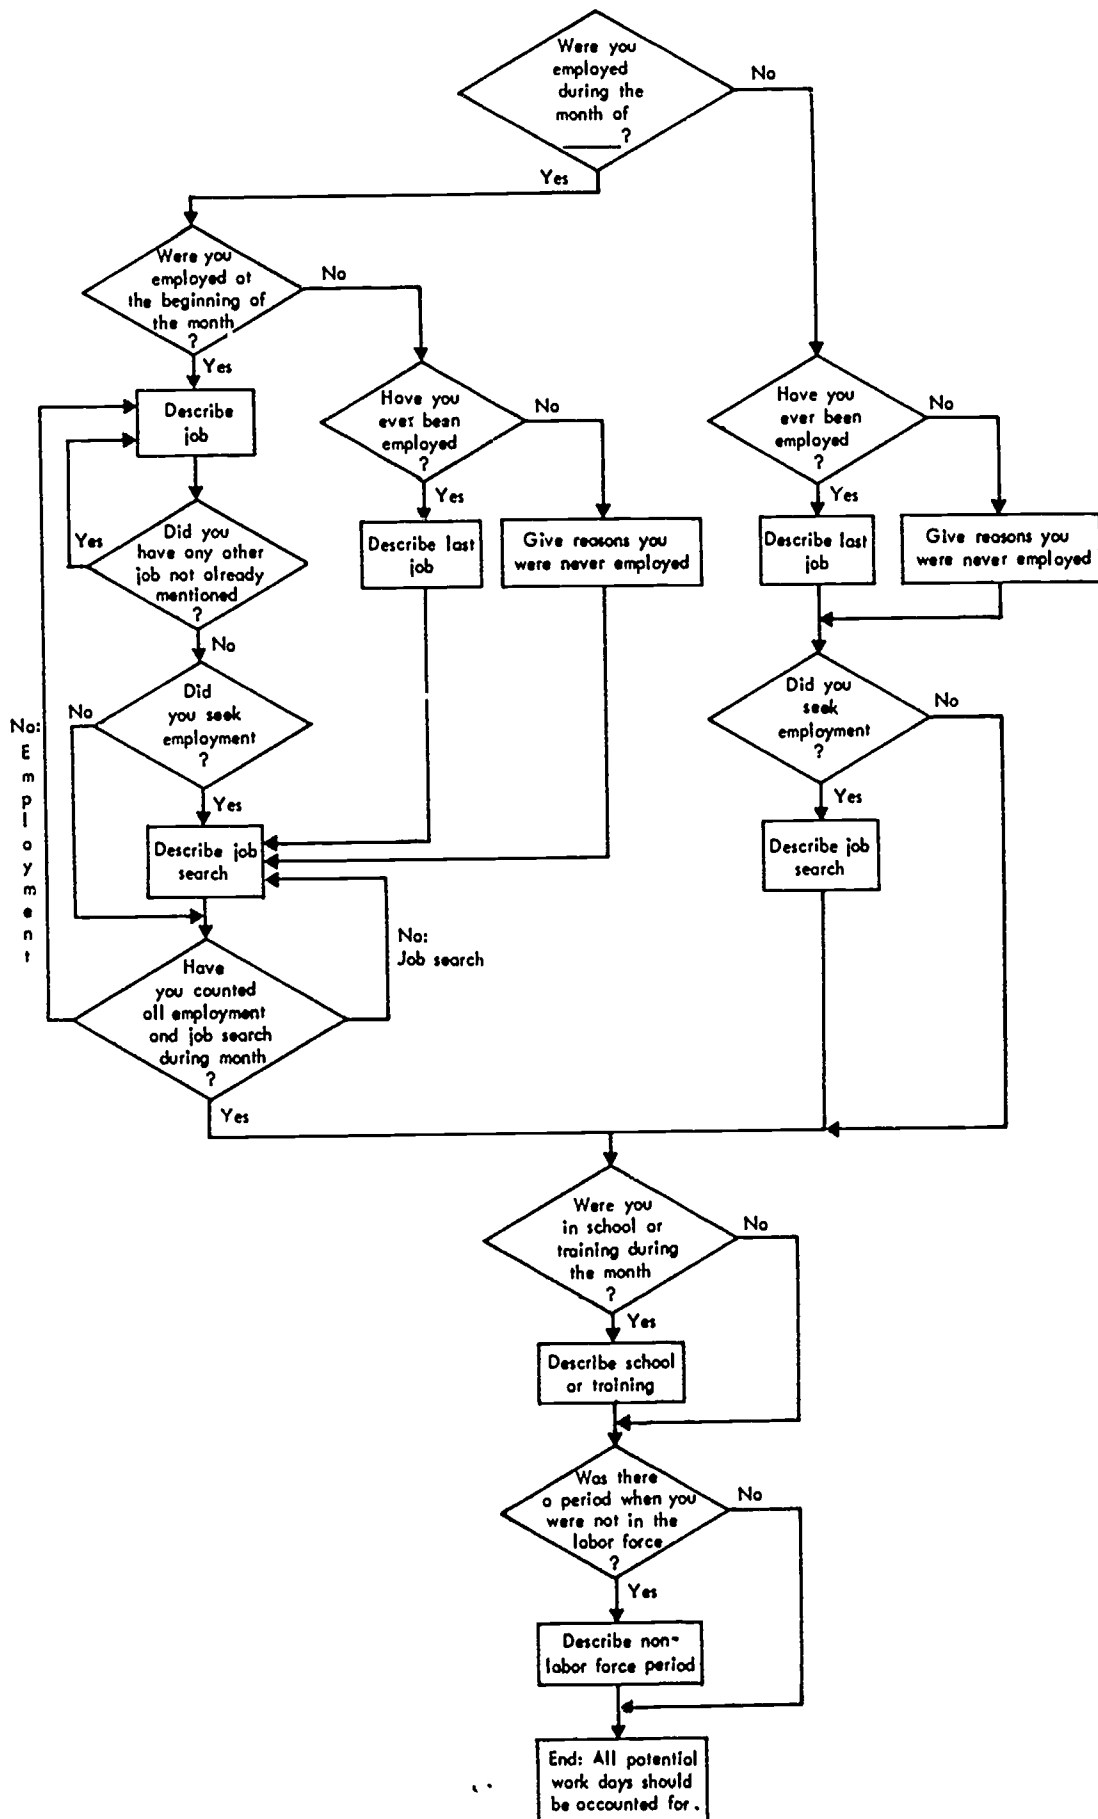 Were you
employed
during the
month of
_____?
No
Yes
Were you
employed at
the beginning of
the month
?
No
Yes
Describe
job
Have you
ever been
employed
?
No
Yes
Have you
ever been
employed
?
No
Yes
Did you
have any other
job not already
mentioned
?
Yes
No
Describe last
job
Give reasons you
were never employed
Describe last
job
Give reasons you
were never employed
Did
you seek
employment
?
No
Yes
Did you
seek
employment
?
No
Yes
No:
E
m
p
l
o
y
m
e
n
t
Describe job
search
Describe job
search
No:
Job search
Have
you counted
all employment
and job search
during month
?
Yes
Were you
in school or
training during
the month
?
No
Yes
Describe school
or training
Was there
a period when you
were not in the
labor force
?
No
Yes
Describe non-
labor force period
End: All potential
work days should
be accounted for.